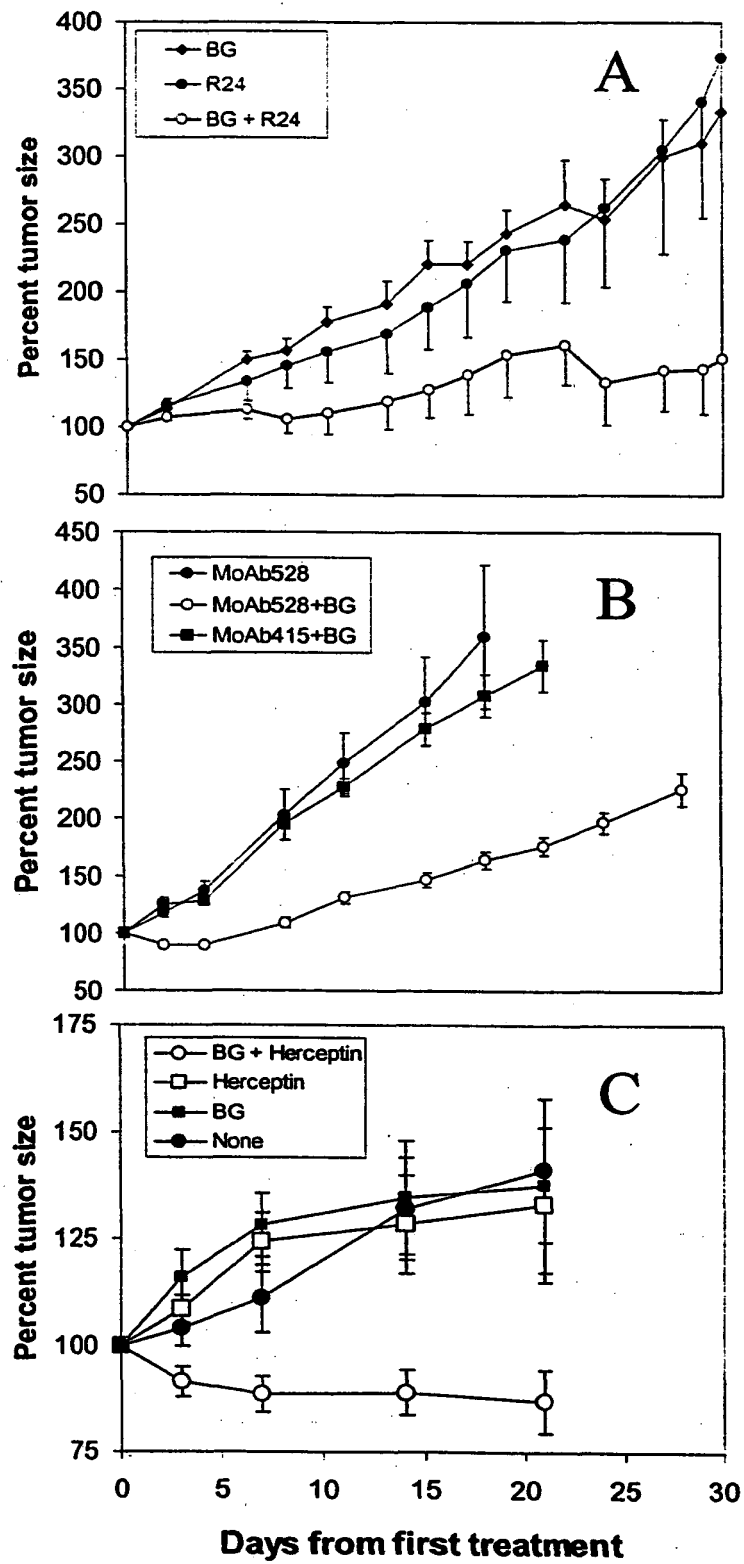 400
350
300
250
200
150
100
50
Percent tumor size
BG
R24
BG + R24
A
450
400
350
300
250
200
150
100
50
Percent tumor size
MoAb528
MoAb528+BG
MoAb415+BG
B
175
150
125
100
75
Percent tumor size
BG + Herceptin
Herceptin
BG
None
C
0 5 10 15 20 25 30
Days from first treatment